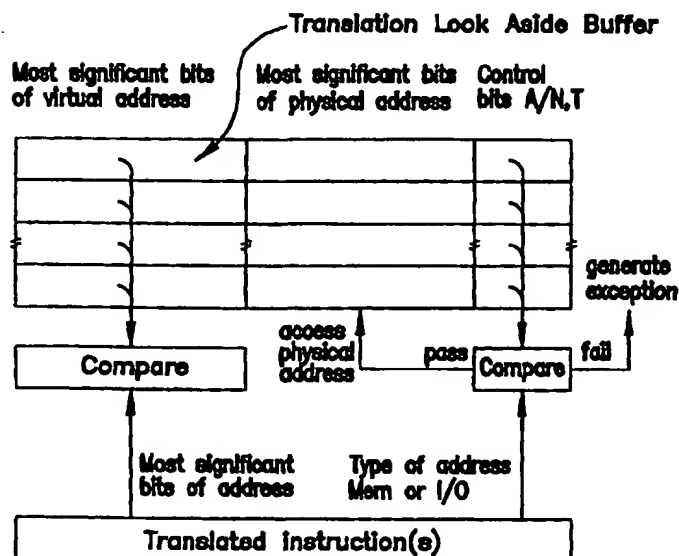 Translation Look Aside Buffer
Most significant bits
of virtual address
Most significant bits
of physical address
Control
bits A/N,T
generate
exception
access
physical
address
pass
fail
Compare
Compare
Most significant
bits of address
Type of address
Mem or I/O
Translated instruction(s)